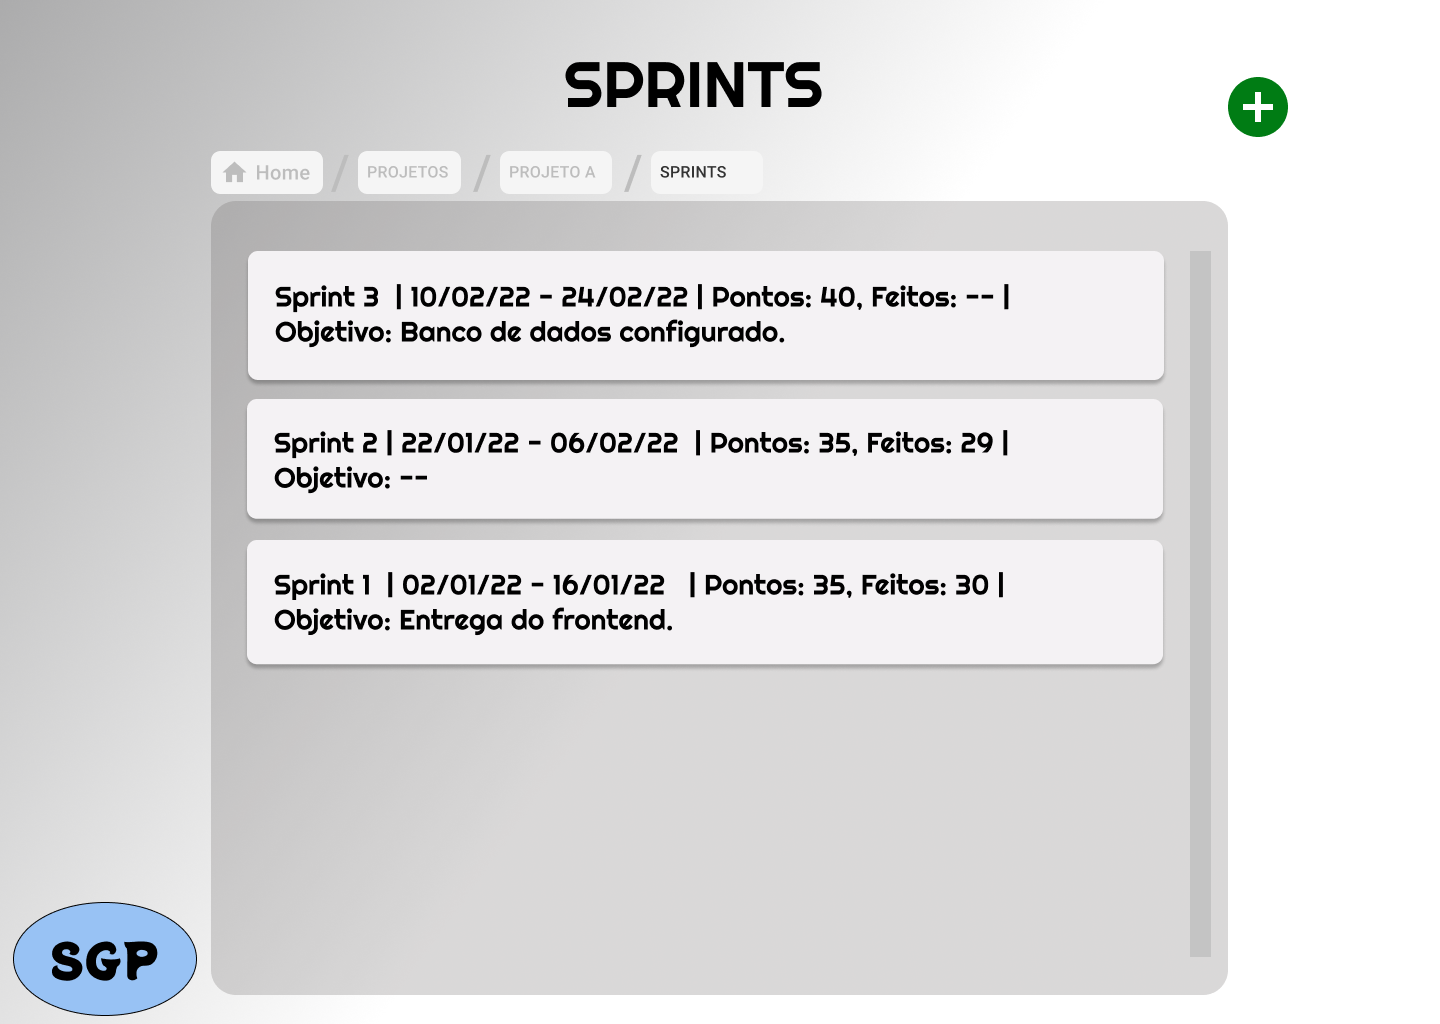 SPRINTS
Home / PROJETOS / PROJETO A / SPRINTS
Sprint 3 | 10/02/22 - 24/02/22 | Pontos: 40, Feitos: -- |
Objetivo: Banco de dados configurado.
Sprint 2 | 22/01/22 - 06/02/22 | Pontos: 35, Feitos: 29 |
Objetivo: --
Sprint 1 | 02/01/22 - 16/01/22 | Pontos: 35, Feitos: 30 |
Objetivo: Entrega do frontend.
SGP